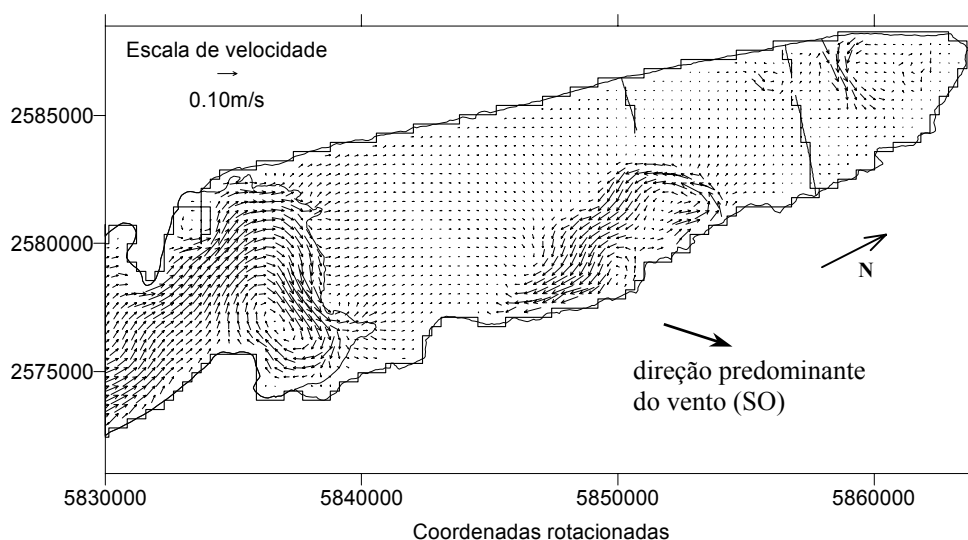 Escala de velocidade
0.10m/s
2585000
2580000
2575000
N
direção predominante
do vento (SO)
5830000 5840000 5850000 5860000
Coordenadas rotacionadas